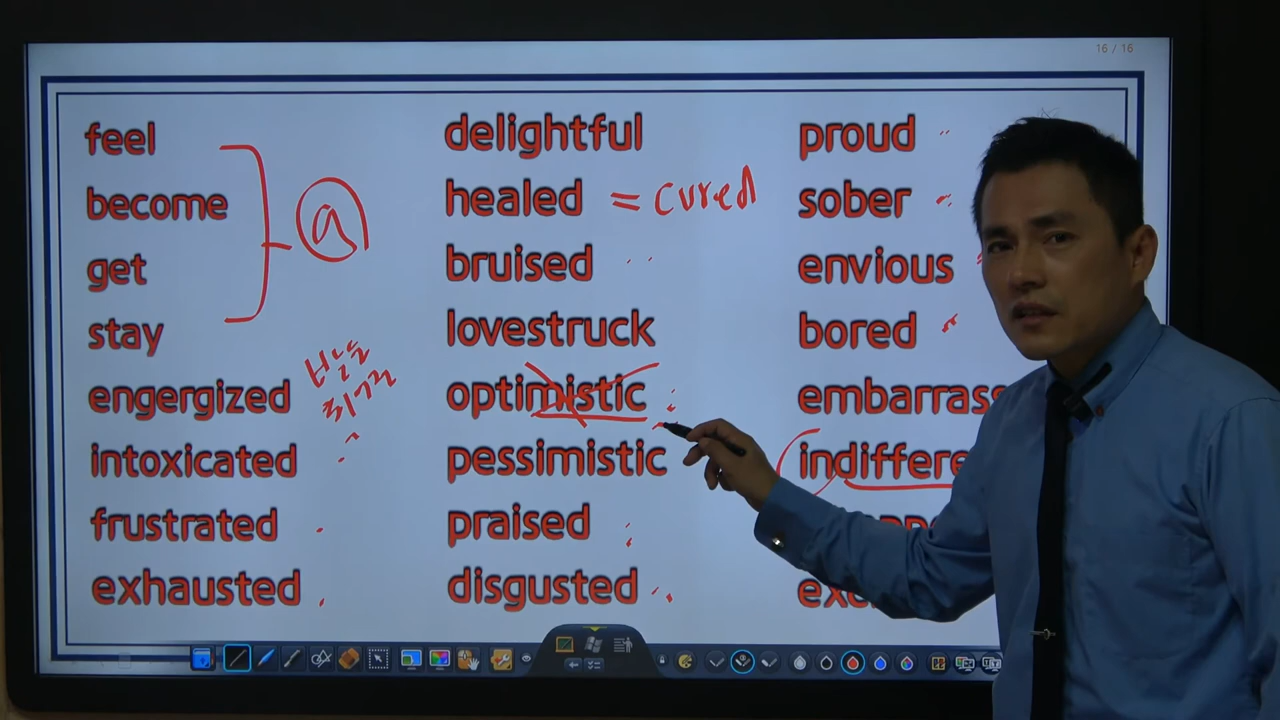 16 / 16
feel
become
get
stay
engergized
intoxicated
frustrated
exhausted
a
delightful
healed = cured
bruised
lovestruck
optimistic
pessimistic
praised
disgusted
proud
sober
envious
bored